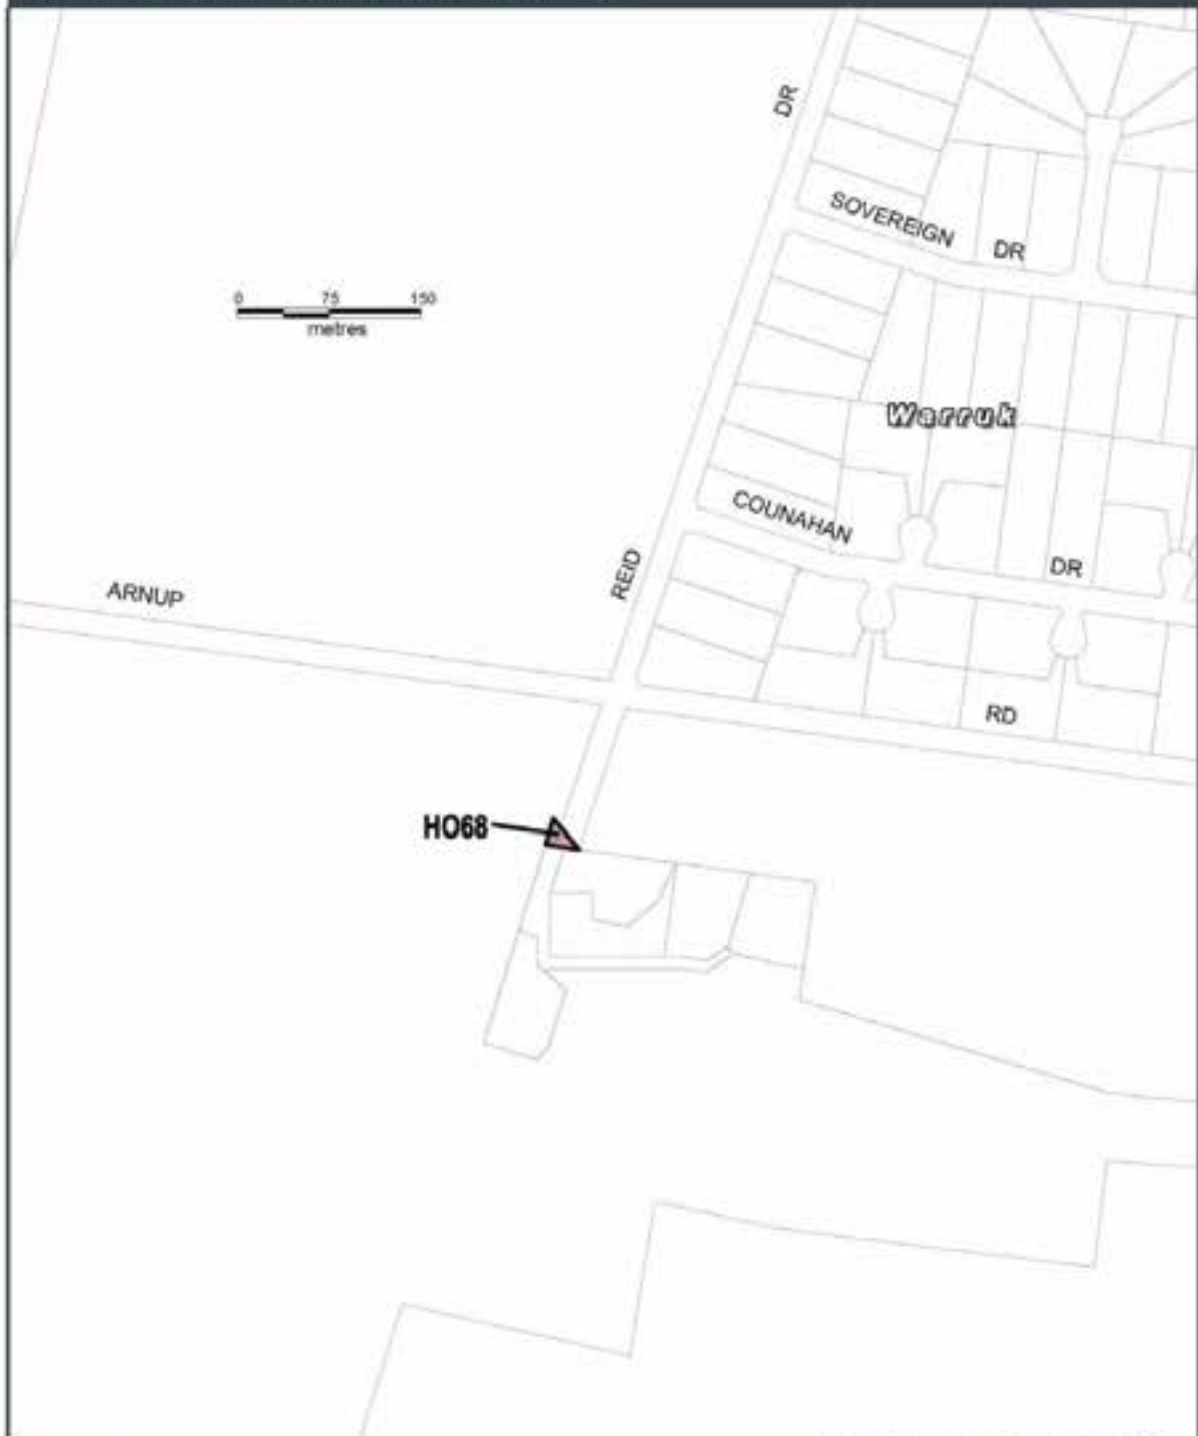 DR
SOVEREIGN DR
0 75 150
metres
Warruk
COUNAHAN DR
REID
ARNUP RD
HO68